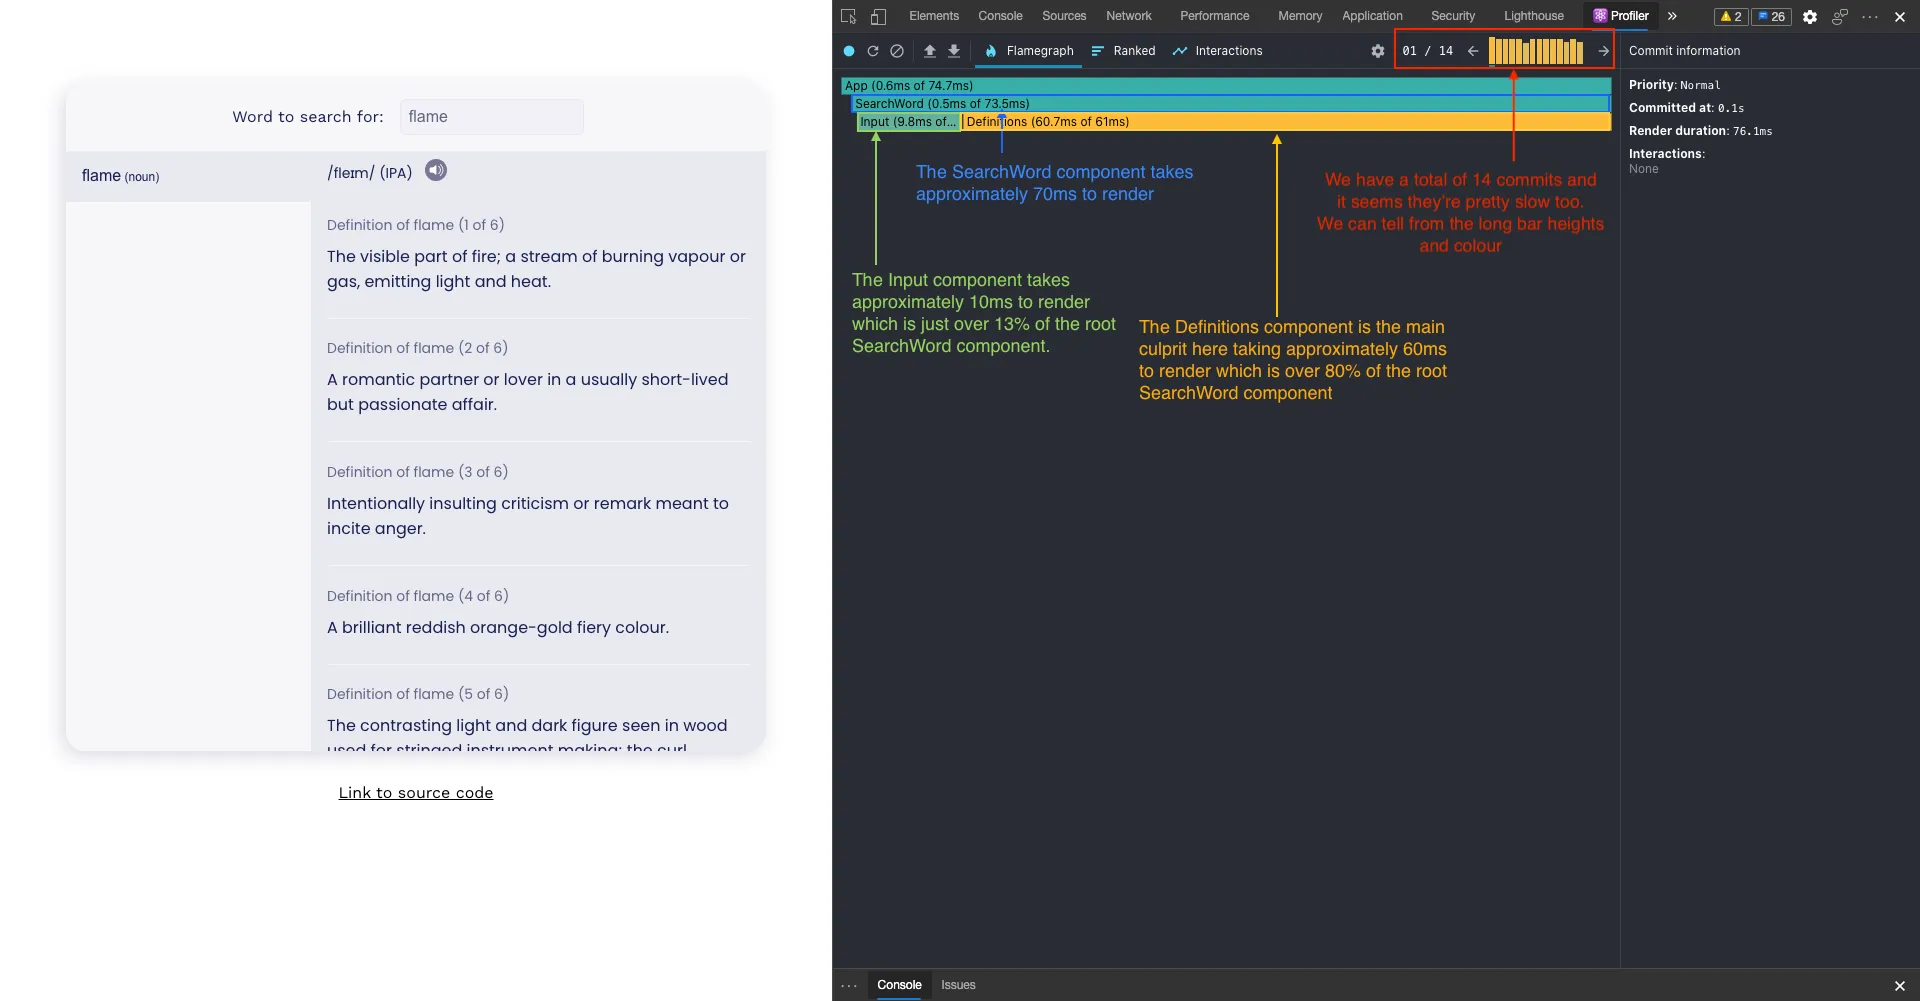 Word to search for: flame
flame (noun)
/fleɪm/ (IPA)
Definition of flame (1 of 6)
The visible part of fire; a stream of burning vapour or
gas, emitting light and heat.
Definition of flame (2 of 6)
A romantic partner or lover in a usually short-lived
but passionate affair.
Definition of flame (3 of 6)
Intentionally insulting criticism or remark meant to
incite anger.
Definition of flame (4 of 6)
A brilliant reddish orange-gold fiery colour.
Definition of flame (5 of 6)
The contrasting light and dark figure seen in wood
used for stringed instrument making; the curl
Link to source code
Elements Console Sources Network Performance Memory Application Security Lighthouse Profiler 2 26
Flamegraph Ranked Interactions 01 / 14
App (0.6ms of 74.7ms)
SearchWord (0.5ms of 73.5ms)
Input (9.8ms of... Definitions (60.7ms of 61ms)
The SearchWord component takes
approximately 70ms to render
We have a total of 14 commits and
it seems they're pretty slow too.
We can tell from the long bar heights
and colour
The Input component takes
approximately 10ms to render
which is just over 13% of the root
SearchWord component.
The Definitions component is the main
culprit here taking approximately 60ms
to render which is over 80% of the root
SearchWord component
Commit information
Priority: Normal
Committed at: 0.1s
Render duration: 76.1ms
Interactions:
None
Console Issues